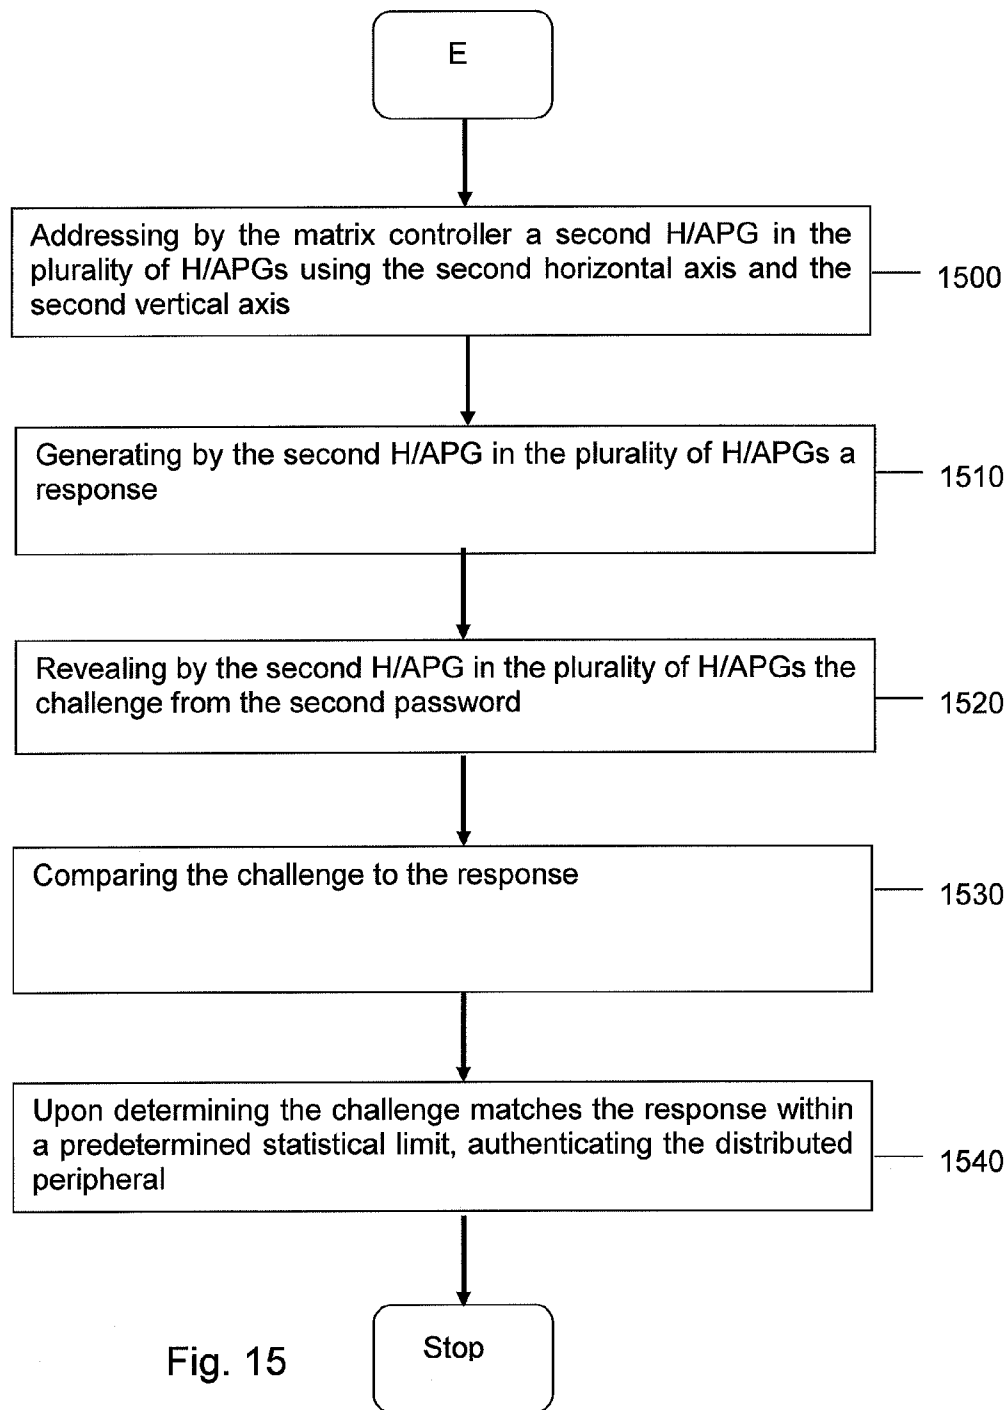 E
Addressing by the matrix controller a second H/APG in the
plurality of H/APGs using the second horizontal axis and the
second vertical axis
1500
Generating by the second H/APG in the plurality of H/APGs a
response
1510
Revealing by the second H/APG in the plurality of H/APGs the
challenge from the second password
1520
Comparing the challenge to the response
1530
Upon determining the challenge matches the response within
a predetermined statistical limit, authenticating the distributed
peripheral
1540
Stop
Fig. 15